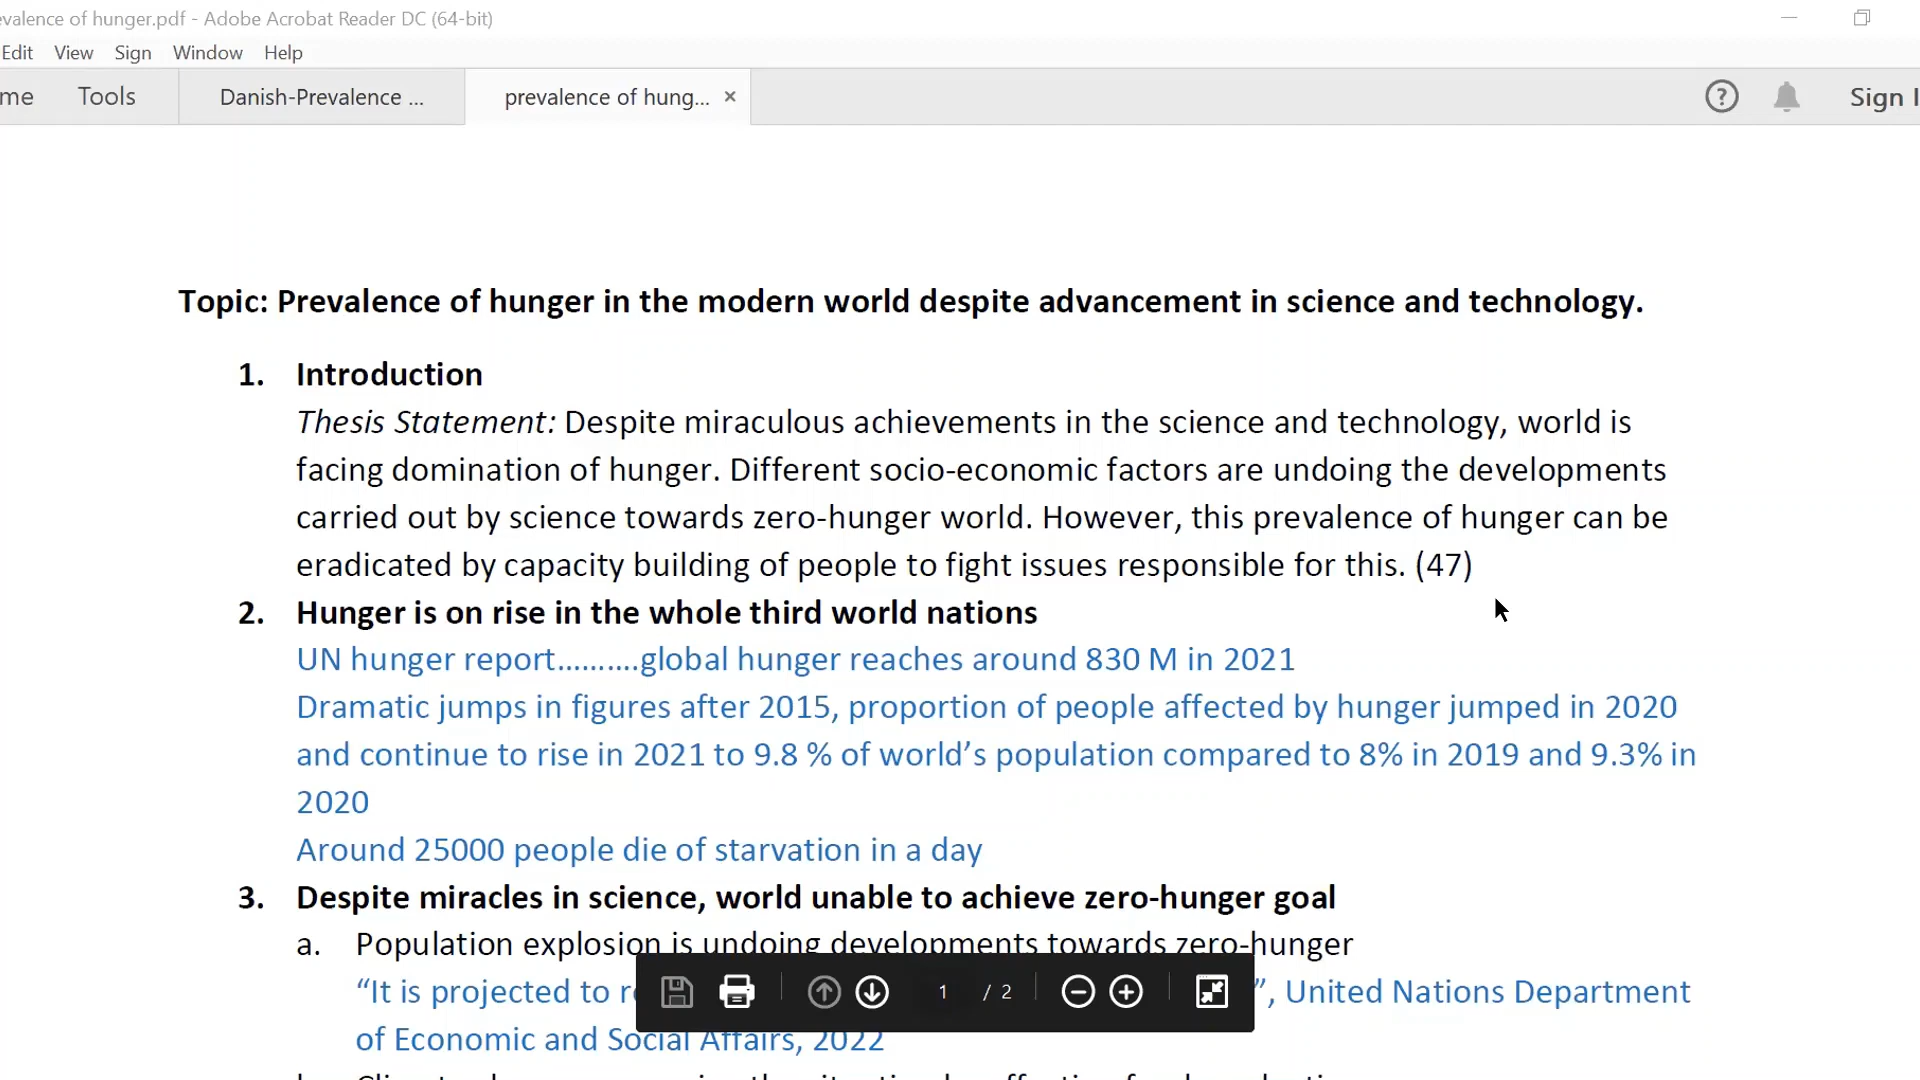 evalence of hunger.pdf - Adobe Acrobat Reader DC (64-bit)
Edit View Sign Window Help
me Tools Danish-Prevalence ... prevalence of hung... × ? Sign I
Topic: Prevalence of hunger in the modern world despite advancement in science and technology.
1. Introduction
Thesis Statement: Despite miraculous achievements in the science and technology, world is
facing domination of hunger. Different socio-economic factors are undoing the developments
carried out by science towards zero-hunger world. However, this prevalence of hunger can be
eradicated by capacity building of people to fight issues responsible for this. (47)
2. Hunger is on rise in the whole third world nations
UN hunger report..........global hunger reaches around 830 M in 2021
Dramatic jumps in figures after 2015, proportion of people affected by hunger jumped in 2020
and continue to rise in 2021 to 9.8 % of world’s population compared to 8% in 2019 and 9.3% in
2020
Around 25000 people die of starvation in a day
3. Despite miracles in science, world unable to achieve zero-hunger goal
a. Population explosion is undoing developments towards zero-hunger
“It is projected to ”, United Nations Department
1 / 2
of Economic and Social Affairs, 2022